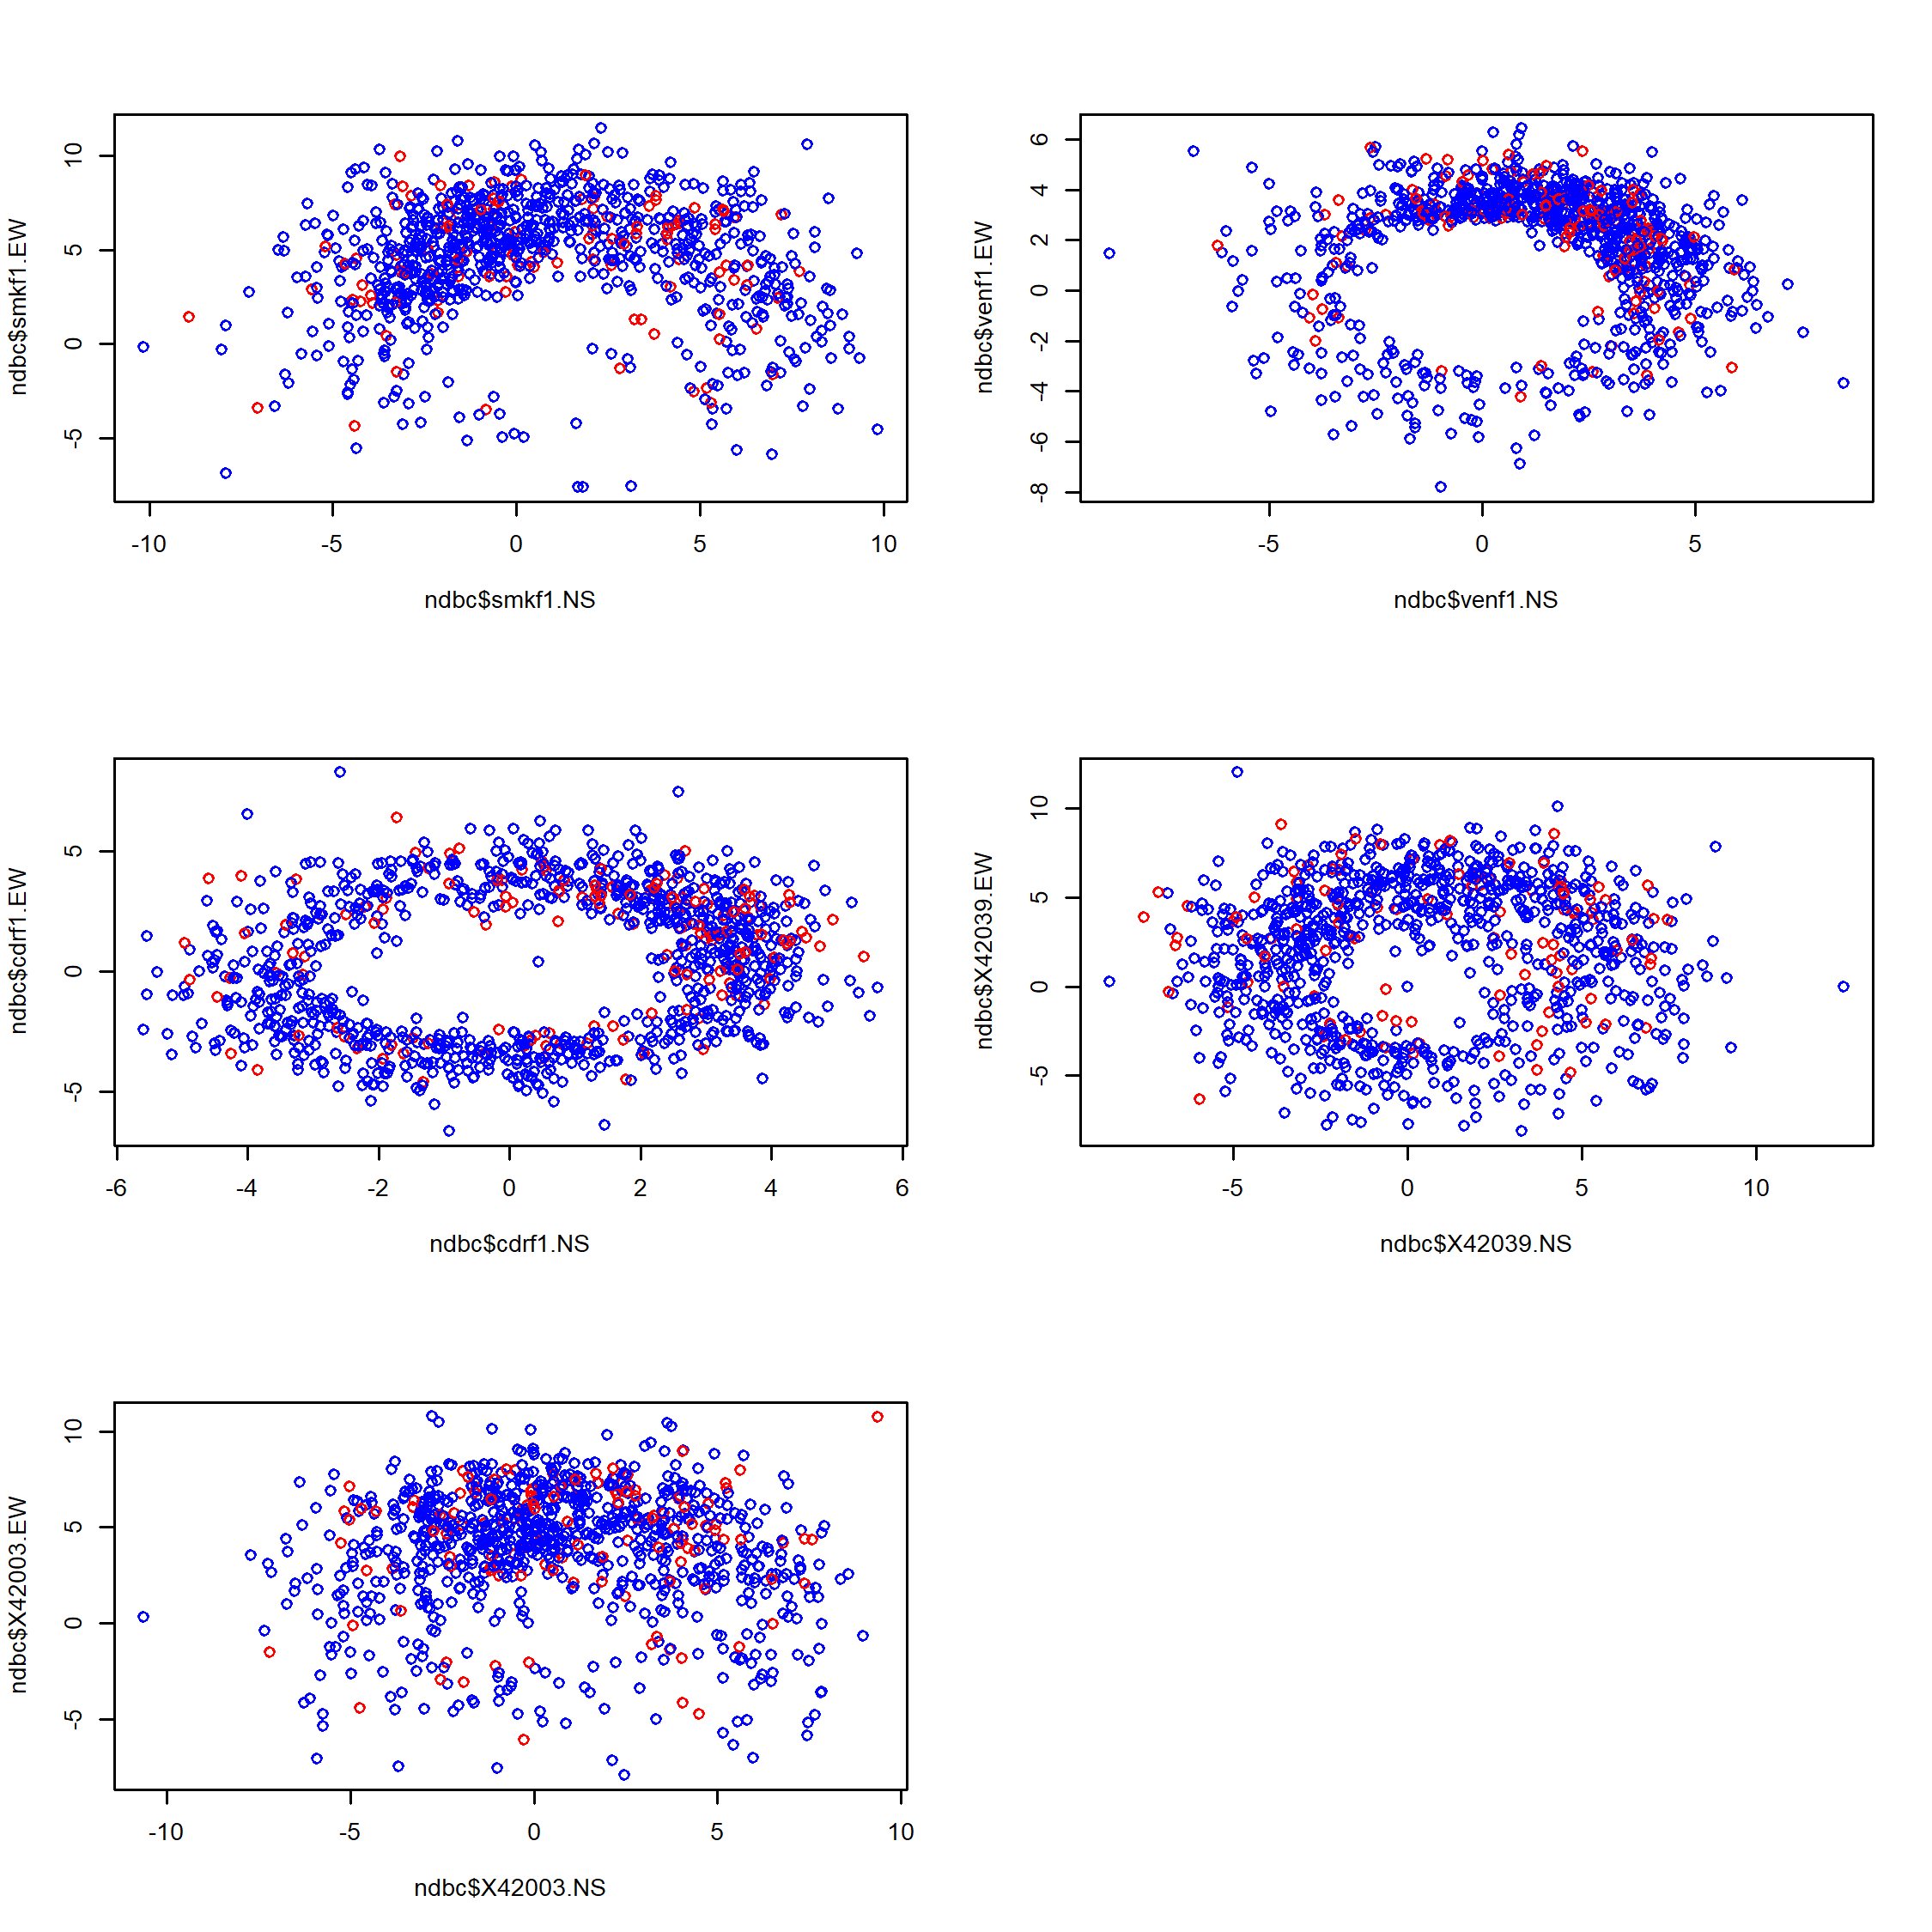 ndbc$smkf1.EW
10
5
0
-5
-10 -5 0 5 10
ndbc$smkf1.NS
ndbc$venf1.EW
6
4
2
0
-2
-4
-6
-8
-5 0 5
ndbc$venf1.NS
ndbc$cdrf1.EW
5
0
-5
-6 -4 -2 0 2 4 6
ndbc$cdrf1.NS
ndbc$X42039.EW
10
5
0
-5
-5 0 5 10
ndbc$X42039.NS
ndbc$X42003.EW
10
5
0
-5
-10 -5 0 5 10
ndbc$X42003.NS